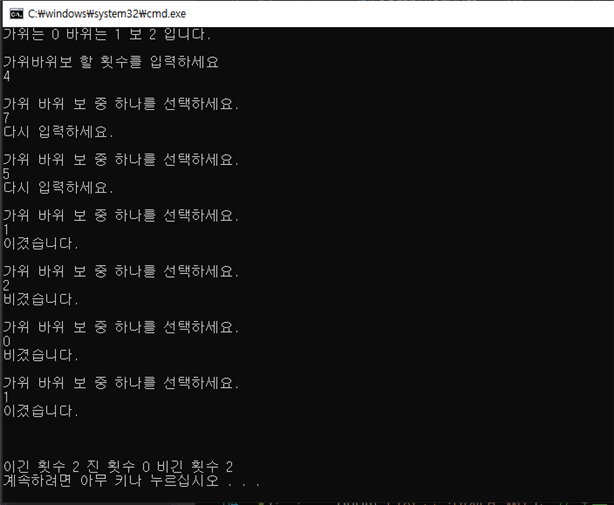 C:₩windows₩system32₩cmd.exe
가위는 0 바위는 1 보 2 입니다.
가위바위보 할 횟수를 입력하세요
4
가위 바위 보 중 하나를 선택하세요.
7
다시 입력하세요.
가위 바위 보 중 하나를 선택하세요.
5
다시 입력하세요.
가위 바위 보 중 하나를 선택하세요.
1
이겼습니다.
가위 바위 보 중 하나를 선택하세요.
2
비겼습니다.
가위 바위 보 중 하나를 선택하세요.
0
비겼습니다.
가위 바위 보 중 하나를 선택하세요.
1
이겼습니다.
이긴 횟수 2 진 횟수 0 비긴 횟수 2
계속하려면 아무 키나 누르십시오 . . .